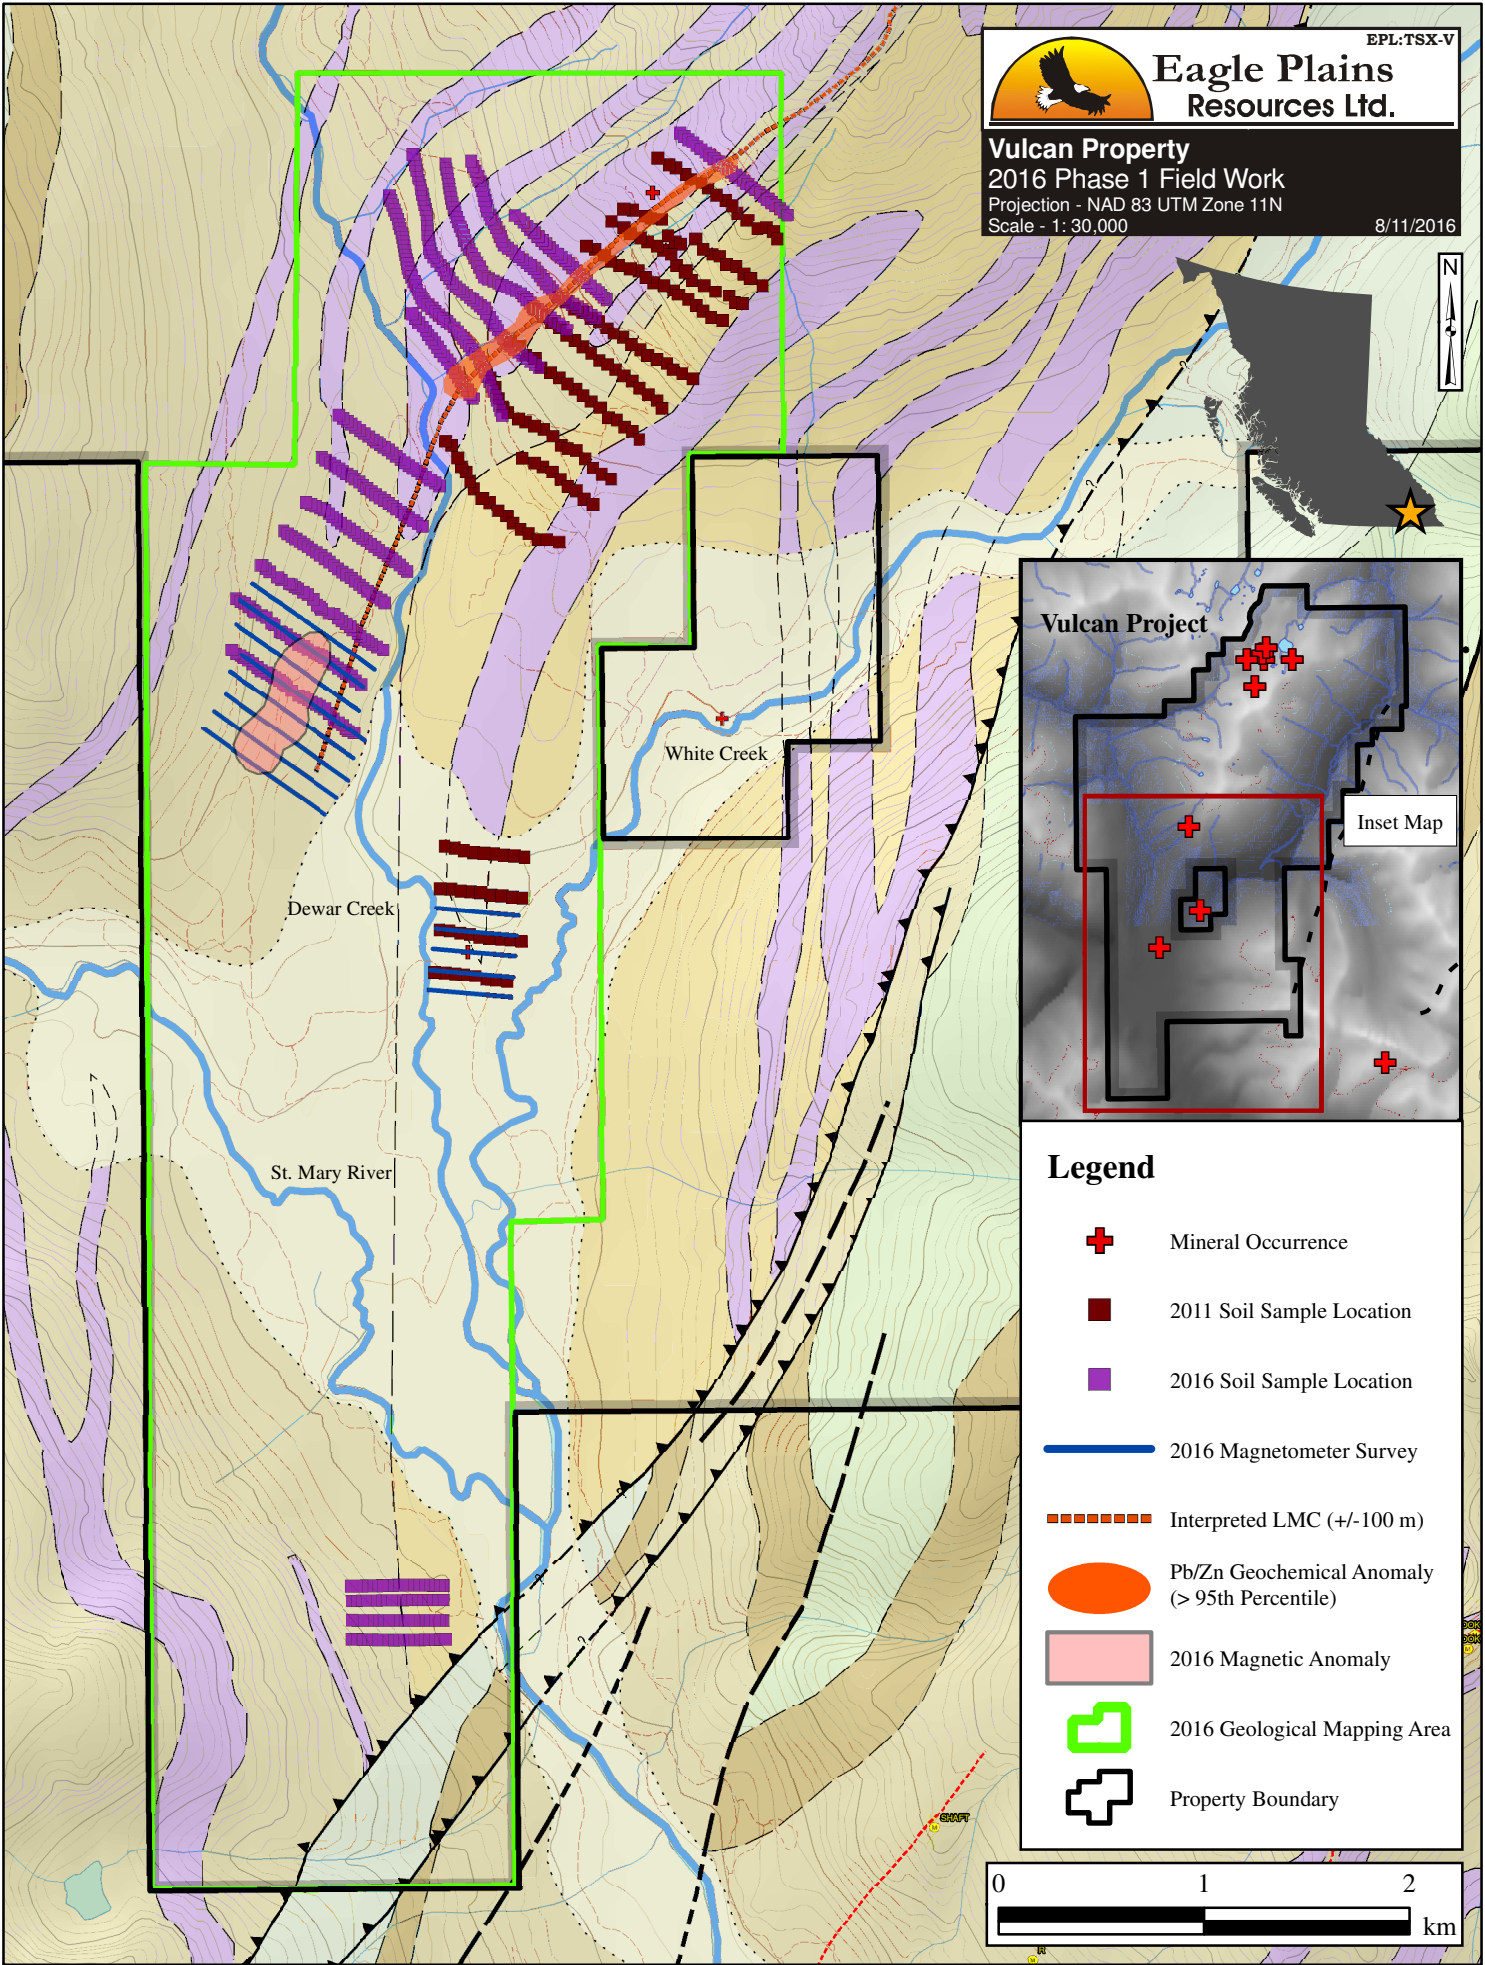 EPL:TSX-V
Eagle Plains
Resources Ltd.
Vulcan Property
2016 Phase 1 Field Work
Projection - NAD 83 UTM Zone 11N
Scale - 1: 30,000
8/11/2016
N
?
?
?
Vulcan Project
Inset Map
White Creek
Dewar Creek
St. Mary River
?
?
?
Legend
Mineral Occurrence
2011 Soil Sample Location
2016 Soil Sample Location
2016 Magnetometer Survey
Interpreted LMC (+/-100 m)
Pb/Zn Geochemical Anomaly
(> 95th Percentile)
2016 Magnetic Anomaly
2016 Geological Mapping Area
Property Boundary
SHAFT
M
0 1 2
km